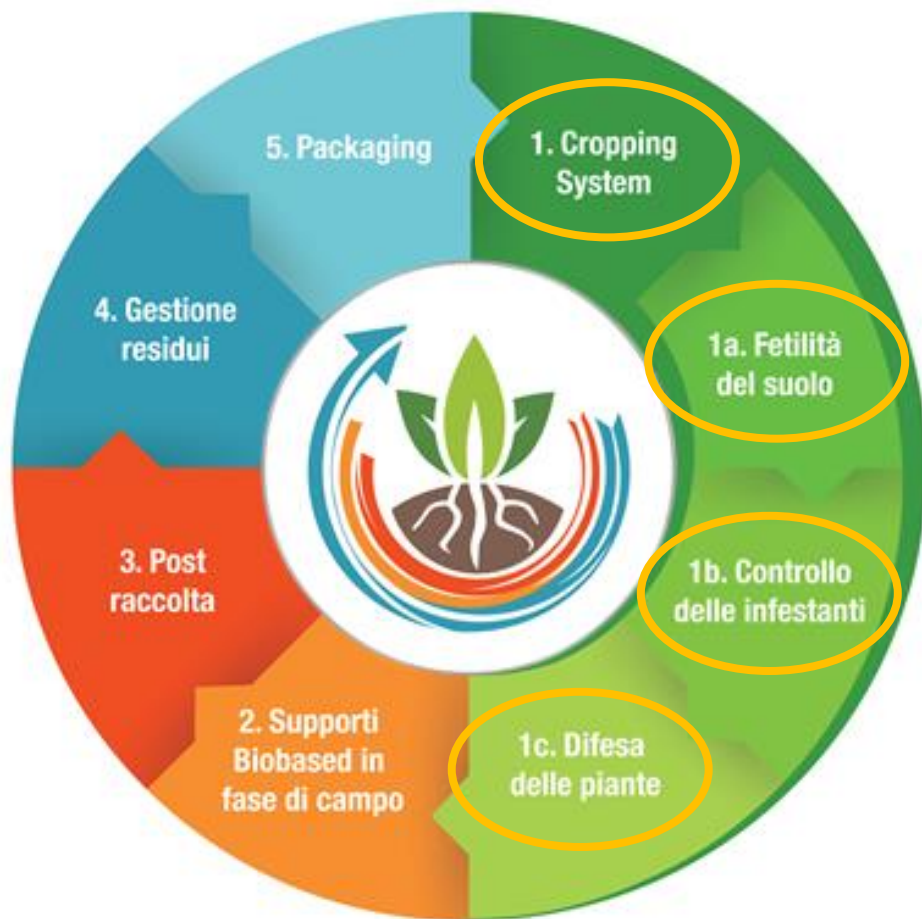 1. Cropping
System
1a. Fetilità
del suolo
1b. Controllo
delle infestanti
1c. Difesa
delle piante
2. Supporti
Biobased in
fase di campo
3. Post
raccolta
4. Gestione
residui
5. Packaging